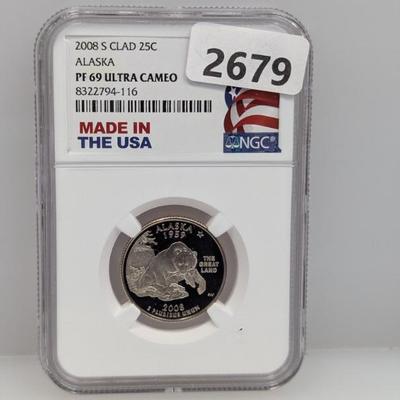 2008 S CLAD 25C
ALASKA
PF 69 ULTRA CAMEO
8322794-116
2679
MADE IN
THE USA
NGC
ALASKA
1959
THE
GREAT
LAND
2008
E PLURIBUS UNUM